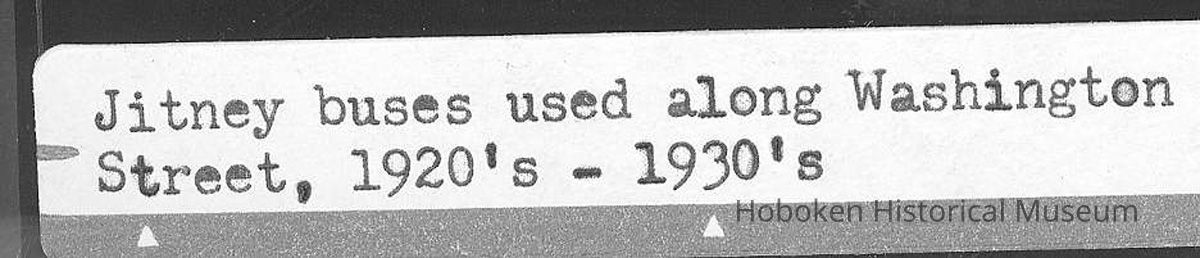 Jitney buses used along Washington
Street, 1920's - 1930's
Hoboken Historical Museum